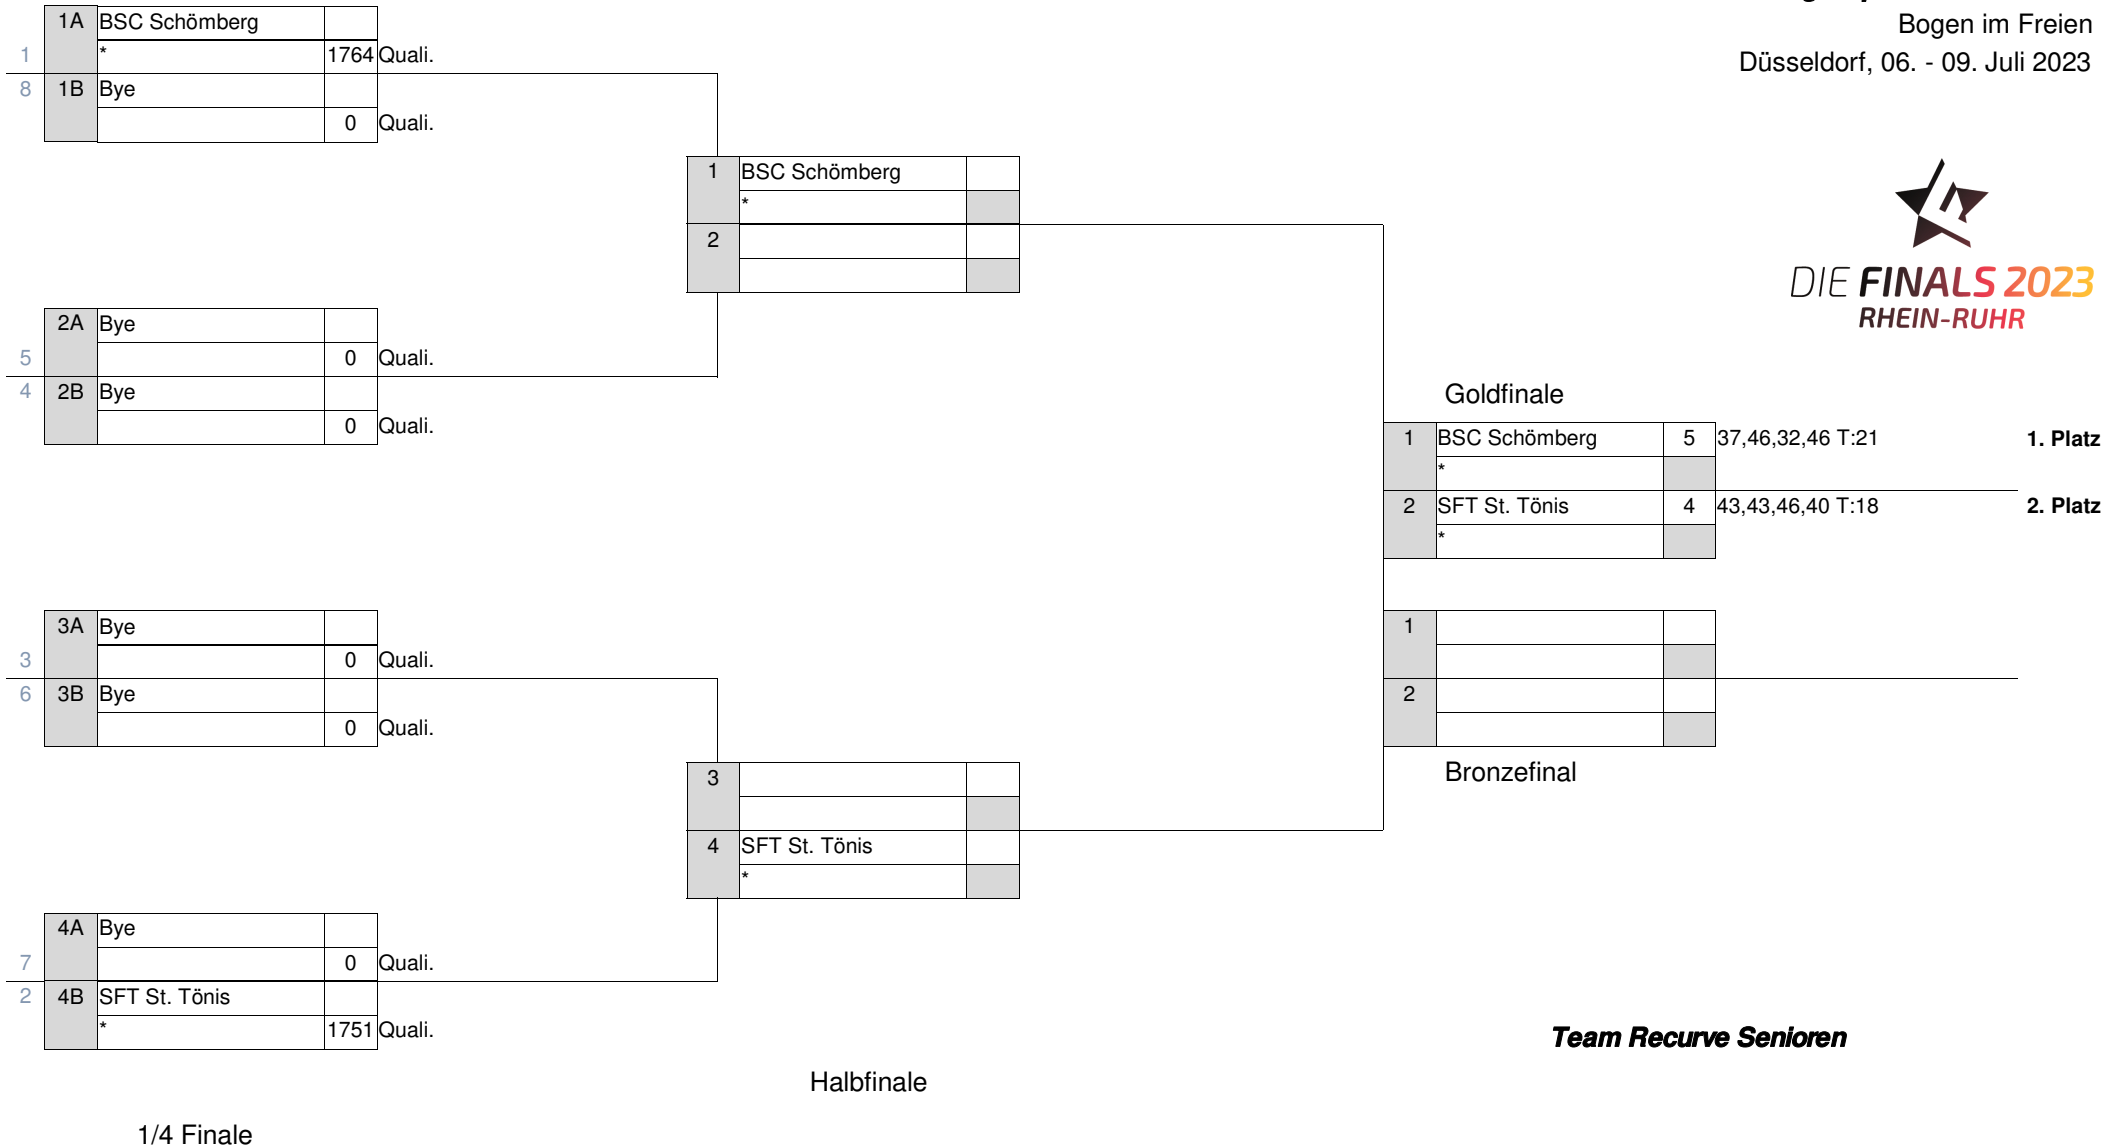 1A BSC Schömberg
1 * 1764 Quali.
8 1B Bye
0 Quali.
Bogen im Freien
Düsseldorf, 06. - 09. Juli 2023
1 BSC Schömberg
*
2
DIE FINALS 2023
RHEIN-RUHR
2A Bye
5 0 Quali.
4 2B Bye
0 Quali.
Goldfinale
1 BSC Schömberg 5 37,46,32,46 T:21 1. Platz
*
2 SFT St. Tönis 4 43,43,46,40 T:18 2. Platz
*
3A Bye
3 0 Quali.
6 3B Bye
0 Quali.
1
2
Bronzefinal
3
4 SFT St. Tönis
*
4A Bye
7 0 Quali.
2 4B SFT St. Tönis
* 1751 Quali.
Team Recurve Senioren
Halbfinale
1/4 Finale